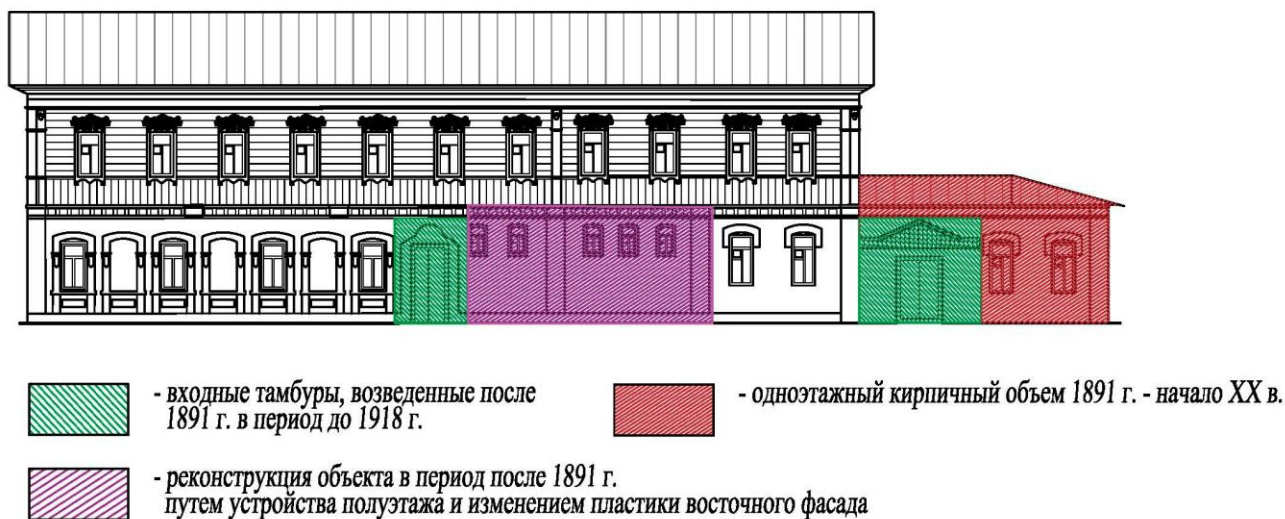 - входные тамбуры, возведенные после
1891 г. в период до 1918 г.
- одноэтажный кирпичный объем 1891 г. - начало XX в.
- реконструкция объекта в период после 1891 г.
путем устройства полуэтажа и изменением пластики восточного фасада